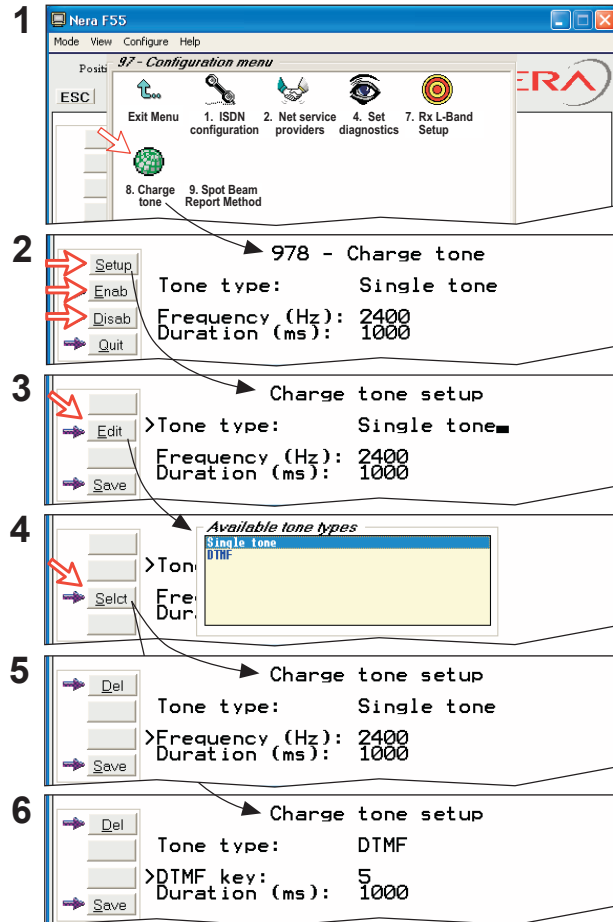 1
Nera F55
Mode View Configure Help
97 - Configuration menu
ERA
ESC
Exit Menu
1. ISDN configuration
2. Net service providers
4. Set diagnostics
7. Rx L-Band Setup
8. Charge tone
9. Spot Beam Report Method
2
978 - Charge tone
Setup
Tone type: Single tone
Enab
Frequency (Hz): 2400
Disab
Duration (ms): 1000
Quit
3
Charge tone setup
Edit
>Tone type: Single tone
Frequency (Hz): 2400
Duration (ms): 1000
Save
4
Available tone types
Single tone
DTMF
>Ton
Selct
Fre
Dur
5
Charge tone setup
Del
Tone type: Single tone
>Frequency (Hz): 2400
Duration (ms): 1000
Save
6
Charge tone setup
Del
Tone type: DTMF
>DTMF key: 5
Duration (ms): 1000
Save